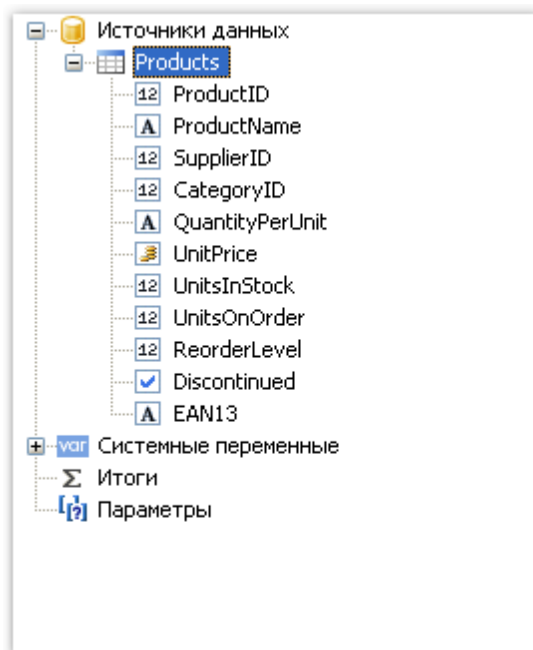 Источники данных
Products
12 ProductID
A ProductName
12 SupplierID
12 CategoryID
A QuantityPerUnit
UnitPrice
12 UnitsInStock
12 UnitsOnOrder
12 ReorderLevel
Discontinued
A EAN13
var Системные переменные
Σ Итоги
[?] Параметры